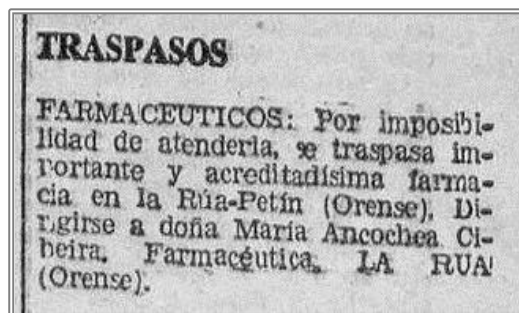 TRASPASOS
FARMACEUTICOS: Por imposibi-
lidad de atenderla, se traspasa im-
portante y acreditadísima farma-
cia en la Rúa-Petín (Orense). Di-
rigirse a doña María Ancochea Ci-
beira. Farmacéutica. LA RUA
(Orense).